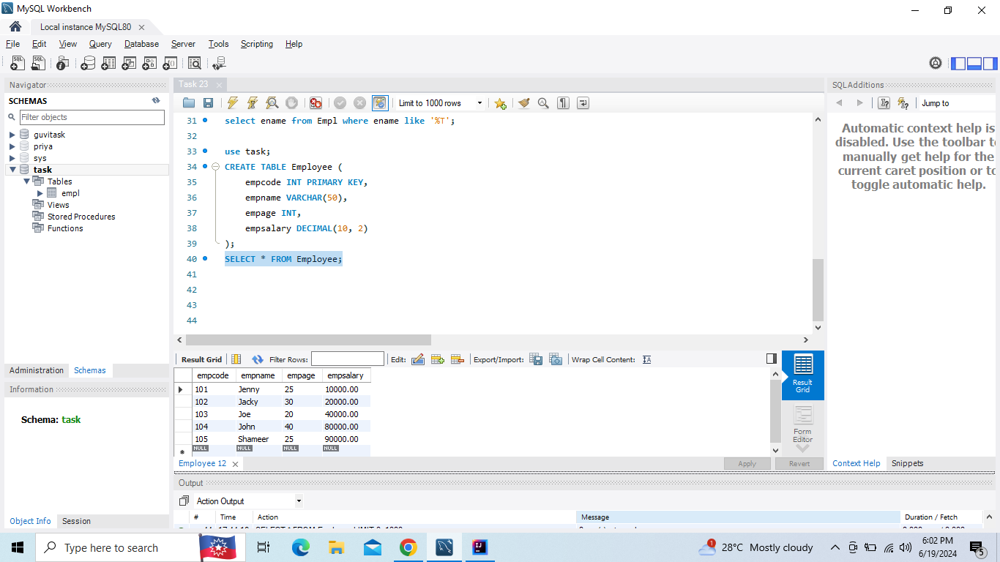 MySQL Workbench
Local instance MySQL80
File Edit View Query Database Server Tools Scripting Help
Navigator
SCHEMAS
Filter objects
guvitask
priya
sys
task
Tables
empl
Views
Stored Procedures
Functions
Administration Schemas
Information
Schema: task
Object Info Session
Task 23
Limit to 1000 rows
31 select ename from Empl where ename like '%T';
32
33 use task;
34 CREATE TABLE Employee (
35 empcode INT PRIMARY KEY,
36 empname VARCHAR(50),
37 empage INT,
38 empsalary DECIMAL(10, 2)
39 );
40 SELECT * FROM Employee;
41
42
43
44
Result Grid Filter Rows: Edit: Export/Import: Wrap Cell Content:
empcode empname empage empsalary
101 Jenny 25 10000.00
102 Jacky 30 20000.00
103 Joe 20 40000.00
104 John 40 80000.00
105 Shameer 25 90000.00
NULL NULL NULL NULL
Result
Grid
Form
Editor
Employee 12 Apply Revert
Output
Action Output
# Time Action Message Duration / Fetch
SQLAdditions
Jump to
Automatic context help is
disabled. Use the toolbar to
manually get help for the
current caret position or to
toggle automatic help.
Context Help Snippets
Type here to search
28°C Mostly cloudy
6:02 PM
6/19/2024